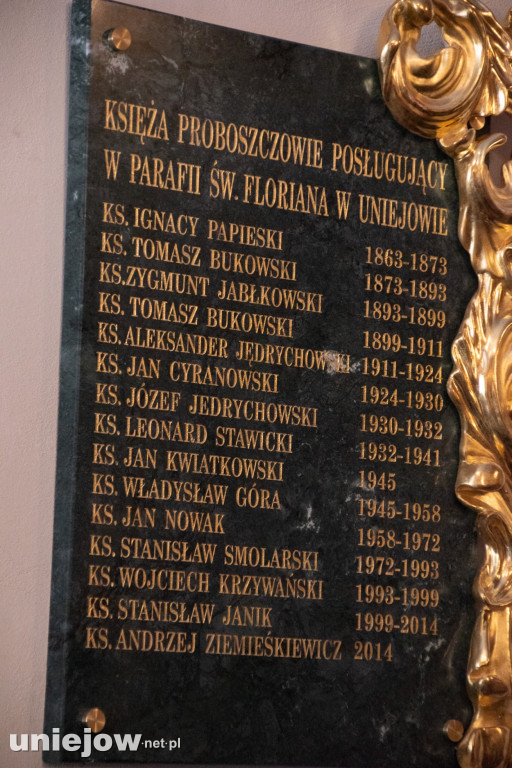 KSIĘŻA PROBOSZCZOWIE POSŁUGUJĄCY
W PARAFII ŚW. FLORIANA W UNIEJOWIE
KS. IGNACY PAPIESKI 1863-1873
KS. TOMASZ BUKOWSKI 1873-1893
KS.ZYGMUNT JABŁKOWSKI 1893-1899
KS. TOMASZ BUKOWSKI 1899-1911
KS. ALEKSANDER JĘDRYCHOWSKI 1911-1924
KS. JAN CYRANOWSKI 1924-1930
KS. JÓZEF JEDRYCHOWSKI 1930-1932
KS. LEONARD STAWICKI 1932-1941
KS. JAN KWIATKOWSKI 1945
KS. WŁADYSŁAW GÓRA 1945-1958
KS. JAN NOWAK 1958-1972
KS. STANISŁAW SMOLARSKI 1972-1993
KS. WOJCIECH KRZYWAŃSKI 1993-1999
KS. STANISŁAW JANIK 1999-2014
KS. ANDRZEJ ZIEMIEŚKIEWICZ 2014
uniejow.net.pl